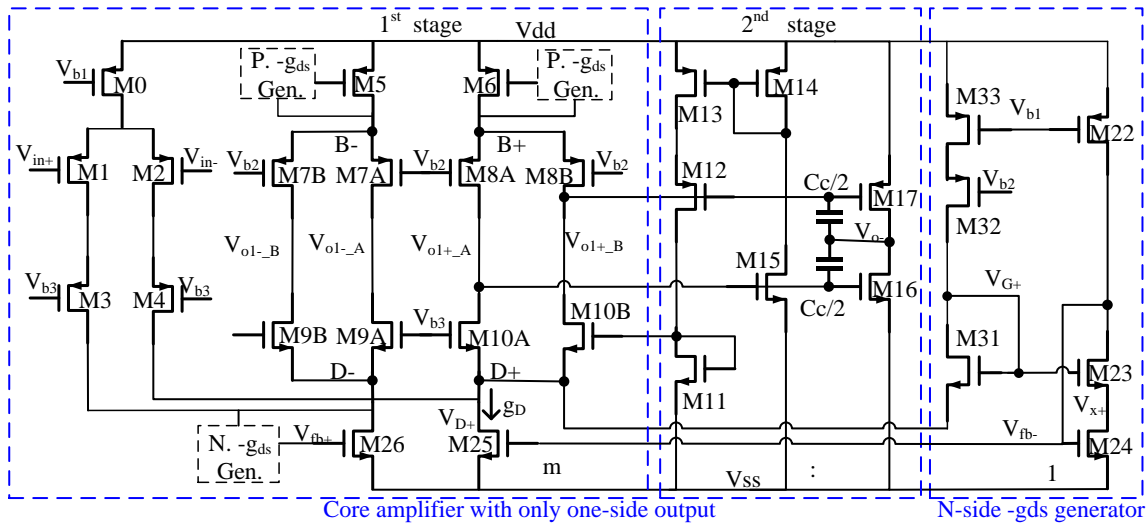 1st stage
Vdd
2nd stage
Vb1
M0
P. -gds
Gen.
M5
M6
P. -gds
Gen.
M13
M14
M33
Vb1
M22
Vin+
M1
M2
Vin-
B-
B+
Vb2
M7B
M7A
Vb2
M8A
M8B
Vb2
M12
Cc/2
M17
Vb2
M32
Vo1-_B
Vo1-_A
Vo1+_A
Vo1+_B
Vo-
Vb3
M3
M4
Vb3
M15
M16
Cc/2
VG+
M9B
M9A
Vb3
M10A
M10B
M31
M23
D-
D+
M11
gD
Vx+
N. -gds
Gen.
Vfb+
M26
VD+
M25
Vfb-
M24
m
Vss
:
1
Core amplifier with only one-side output
N-side -gds generator